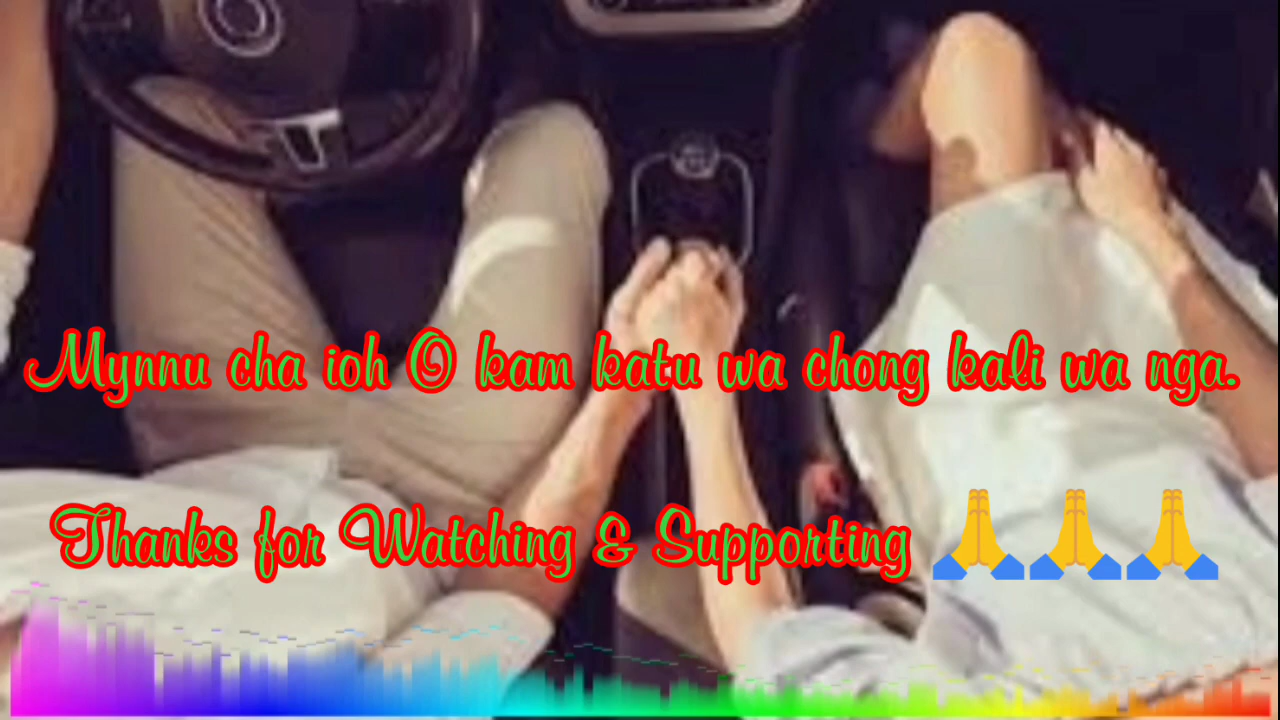 Mynnu cha ioh O kam katu wa chong kali wa nga.
Thanks for Watching & Supporting 🙏🙏🙏